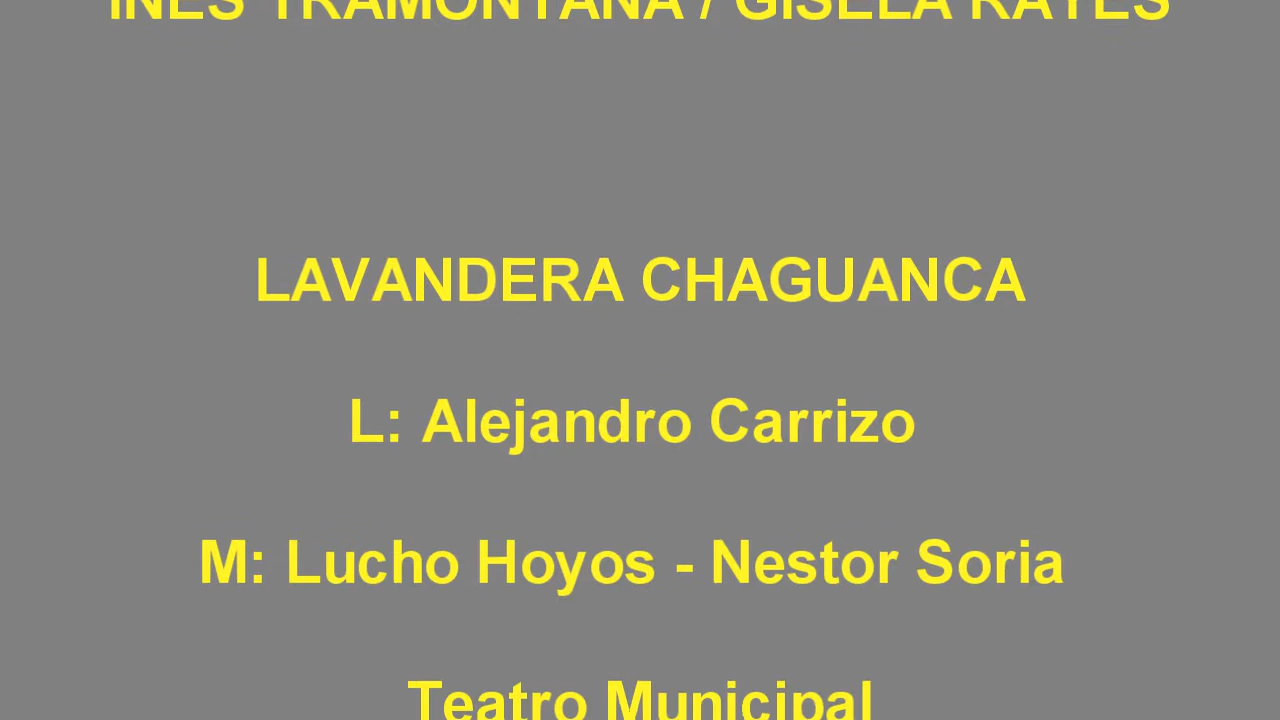 INES TRAMONTANA / GISELA RAYES
LAVANDERA CHAGUANCA
L: Alejandro Carrizo
M: Lucho Hoyos - Nestor Soria
Teatro Municipal